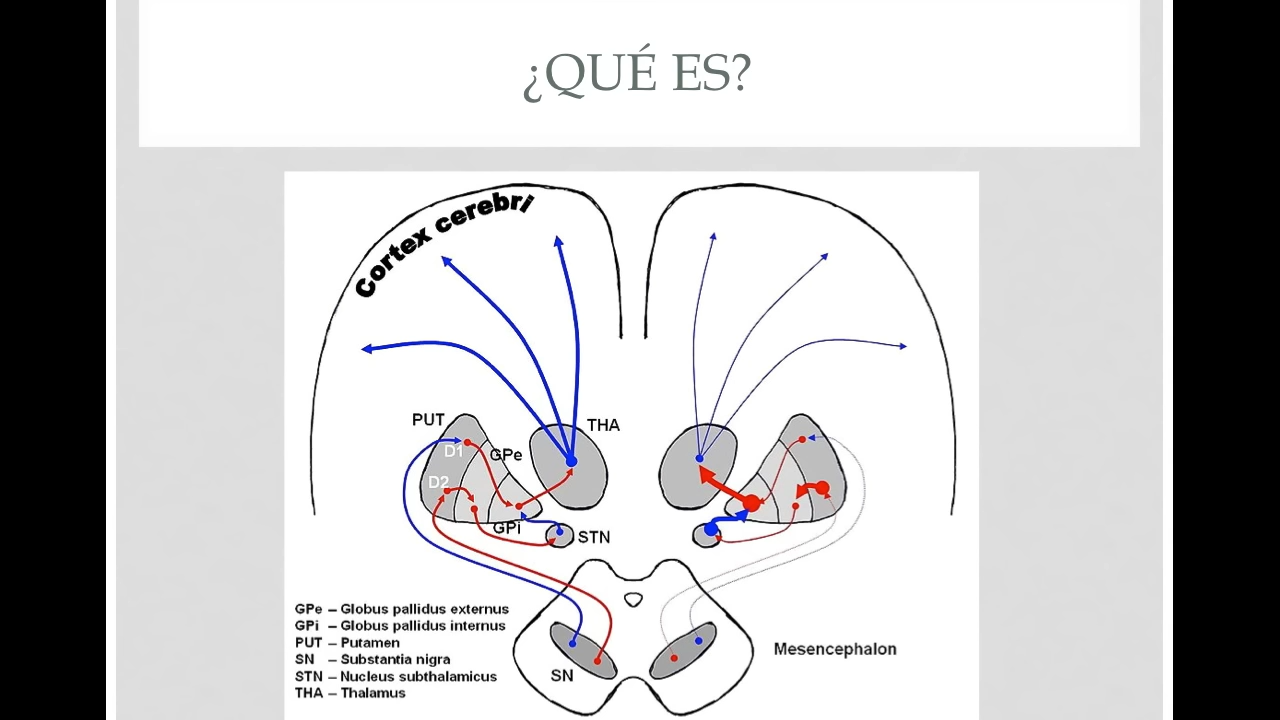 ¿QUÉ ES?
Cortex cerebri
PUT
THA
D1
GPe
D2
GPi
STN
GPe – Globus pallidus externus
GPi – Globus pallidus internus
PUT – Putamen
SN – Substantia nigra
STN – Nucleus subthalamicus
THA – Thalamus
SN
Mesencephalon